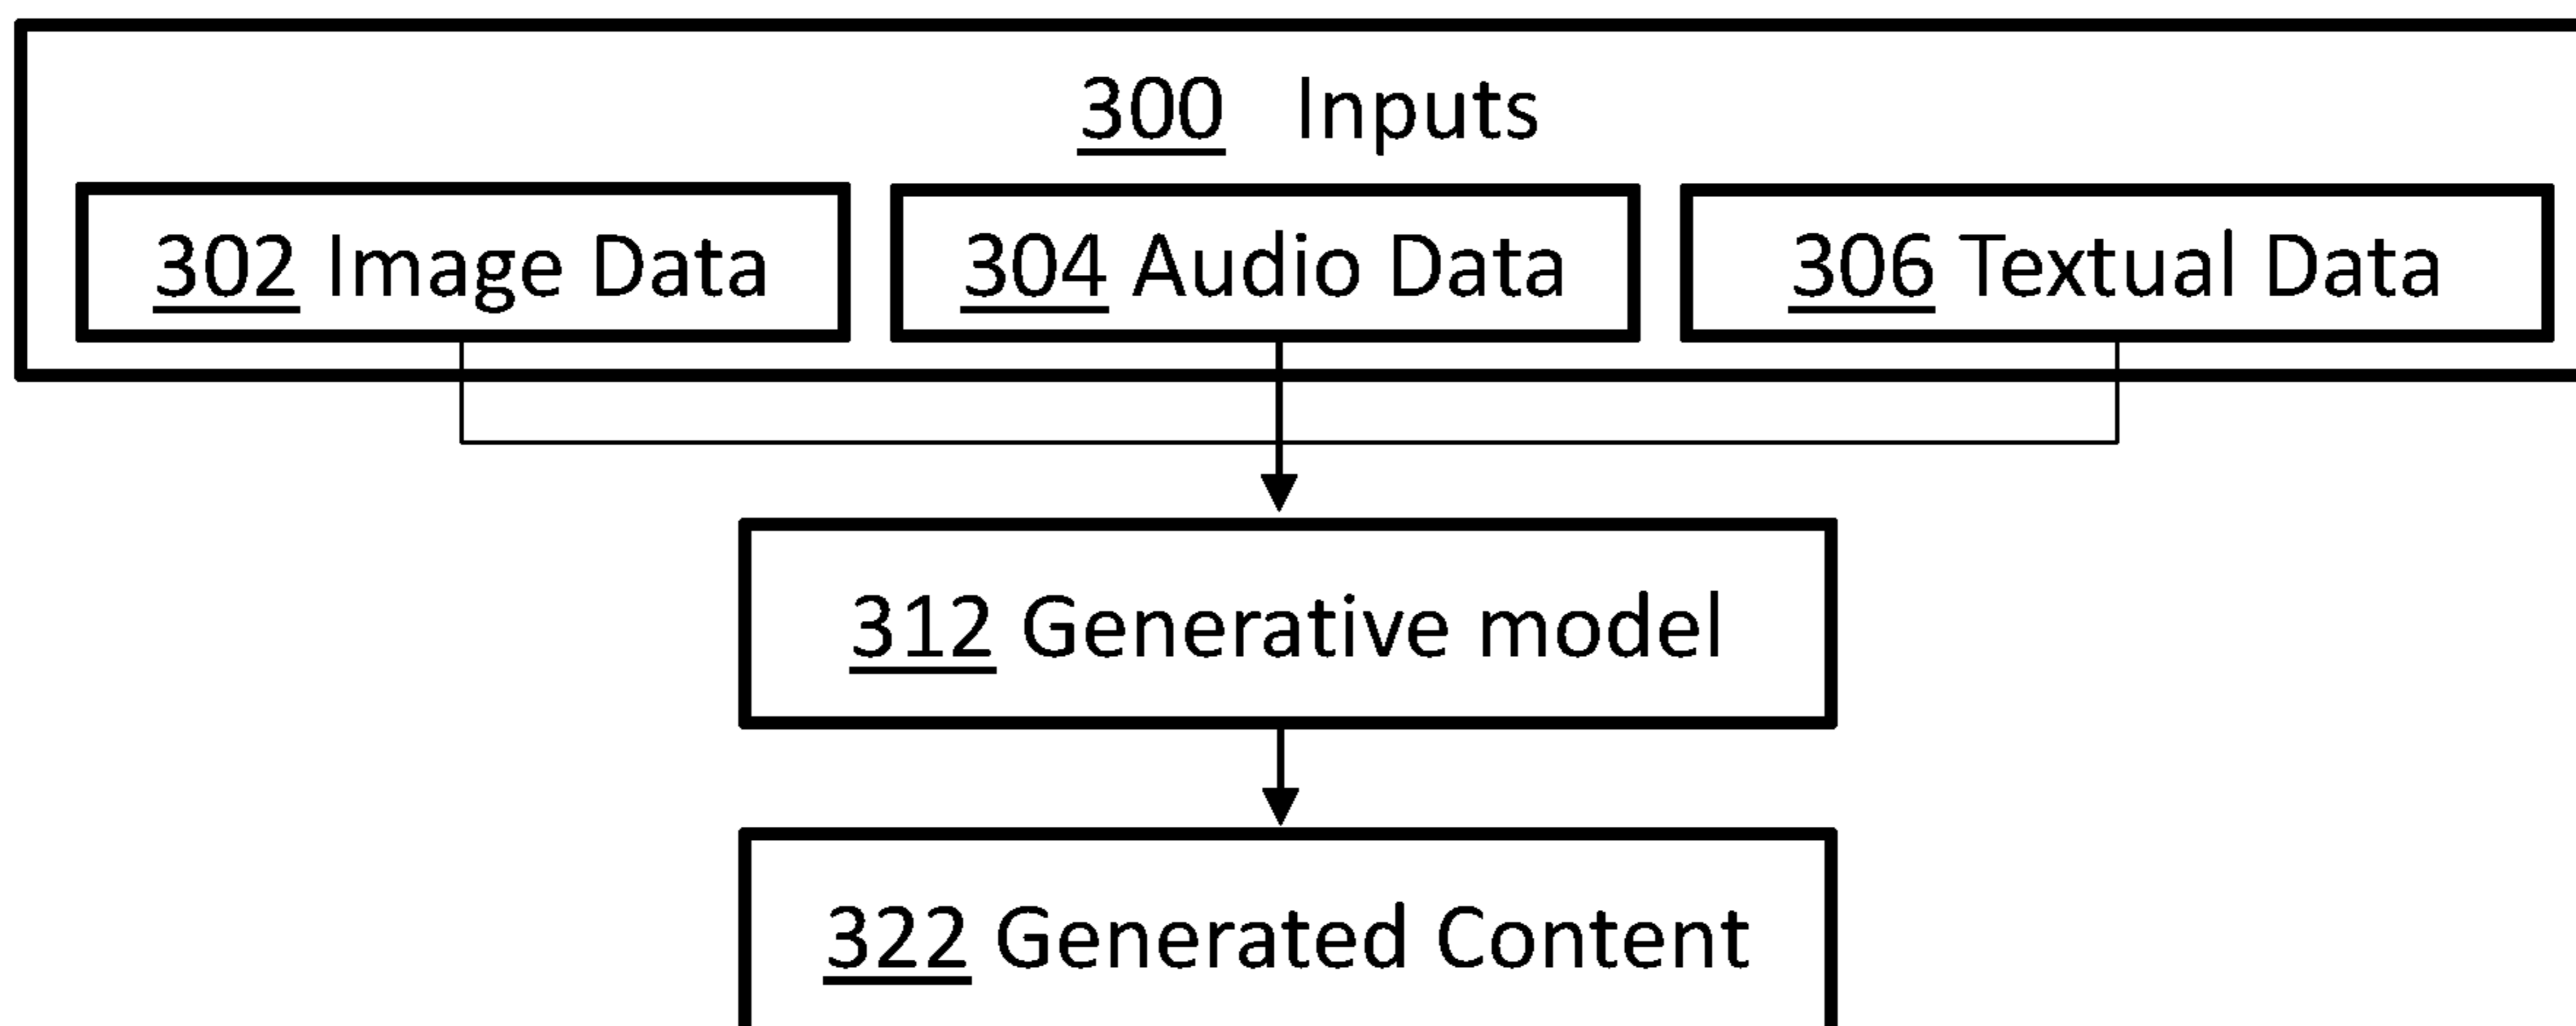 300 Inputs
302 Image Data
304 Audio Data
306 Textual Data
312 Generative model
322 Generated Content